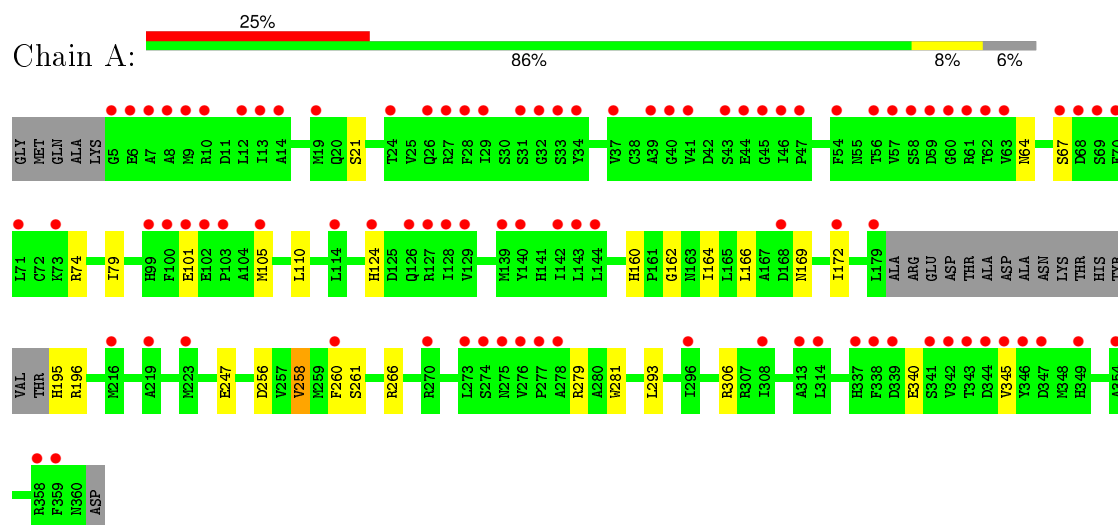 25%
Chain A:
86% 8% 6%
GLY MET GLN ALA LYS G5 E6 A7 A8 M9 R10 D11 L12 I13 A14 M19 Q20 S21 T24 V25 Q26 R27 F28 I29 S30 S31 G32 S33 Y34 V37 C38 A39 G40 V41 D42 S43 E44 G45 I46 P47 F54 N55 T56 V57 S58 D59 G60 R61 T62 V63 N64 S67 D68 S69
L71 C72 K73 R74 I79 H99 F100 E101 E102 P103 A104 M105 L110 L114 H124 D125 Q126 R127 I128 V129 M139 Y140 H141 I142 L143 L144 H160 P161 G162 N163 I164 L165 L166 A167 D168 N169 I172 L179 ALA ARG GLU ASP THR ALA ASP ALA ASN LYS THR HIS
VAL THR H195 R196 M216 A219 M223 E247 D256 V257 V258 M259 F260 S261 R266 R270 L273 S274 N275 V276 P277 A278 R279 A280 W281 L293 I296 R306 R307 I308 A313 L314 H337 F338 D339 E340 S341 V342 T343 D344 V345 Y346 D347 M348 H349
R358 F359 N360 ASP